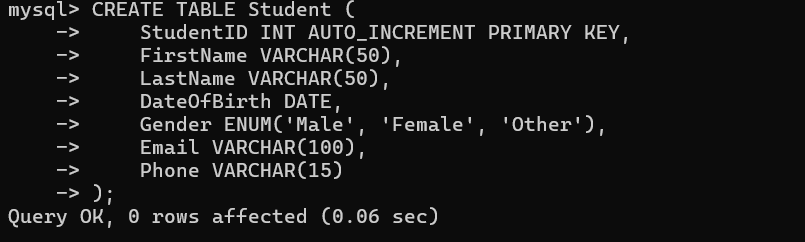 mysql> CREATE TABLE Student (
    ->     StudentID INT AUTO_INCREMENT PRIMARY KEY,
    ->     FirstName VARCHAR(50),
    ->     LastName VARCHAR(50),
    ->     DateOfBirth DATE,
    ->     Gender ENUM('Male', 'Female', 'Other'),
    ->     Email VARCHAR(100),
    ->     Phone VARCHAR(15)
    -> );
Query OK, 0 rows affected (0.06 sec)